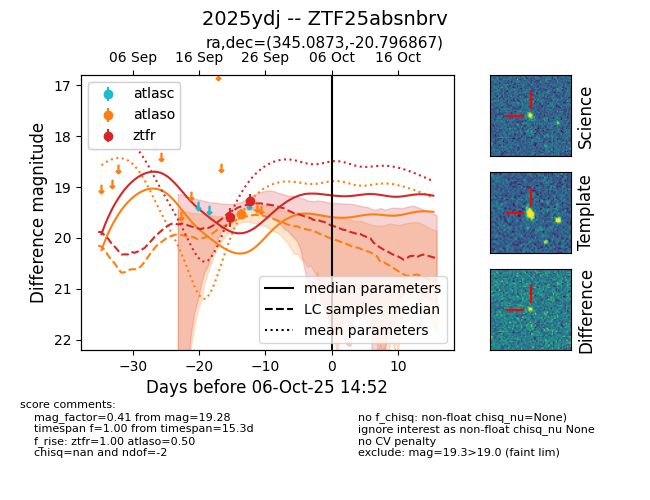 2025ydj -- ZTF25absnbrv
ra,dec=(345.0873,-20.796867)
06 Sep 16 Sep 26 Sep 06 Oct 16 Oct
atlasc
atlaso
ztfr
17
18
19
20
21
22
Difference magnitude
median parameters
LC samples median
mean parameters
−30 −20 −10 0 10
Days before 06-Oct-25 14:52
Science
Template
Difference
score comments:
mag_factor=0.41 from mag=19.28
timespan f=1.00 from timespan=15.3d
f_rise: ztfr=1.00 atlaso=0.50
chisq=nan and ndof=-2
no f_chisq: non-float chisq_nu=None)
ignore interest as non-float chisq_nu None
no CV penalty
exclude: mag=19.3>19.0 (faint lim)